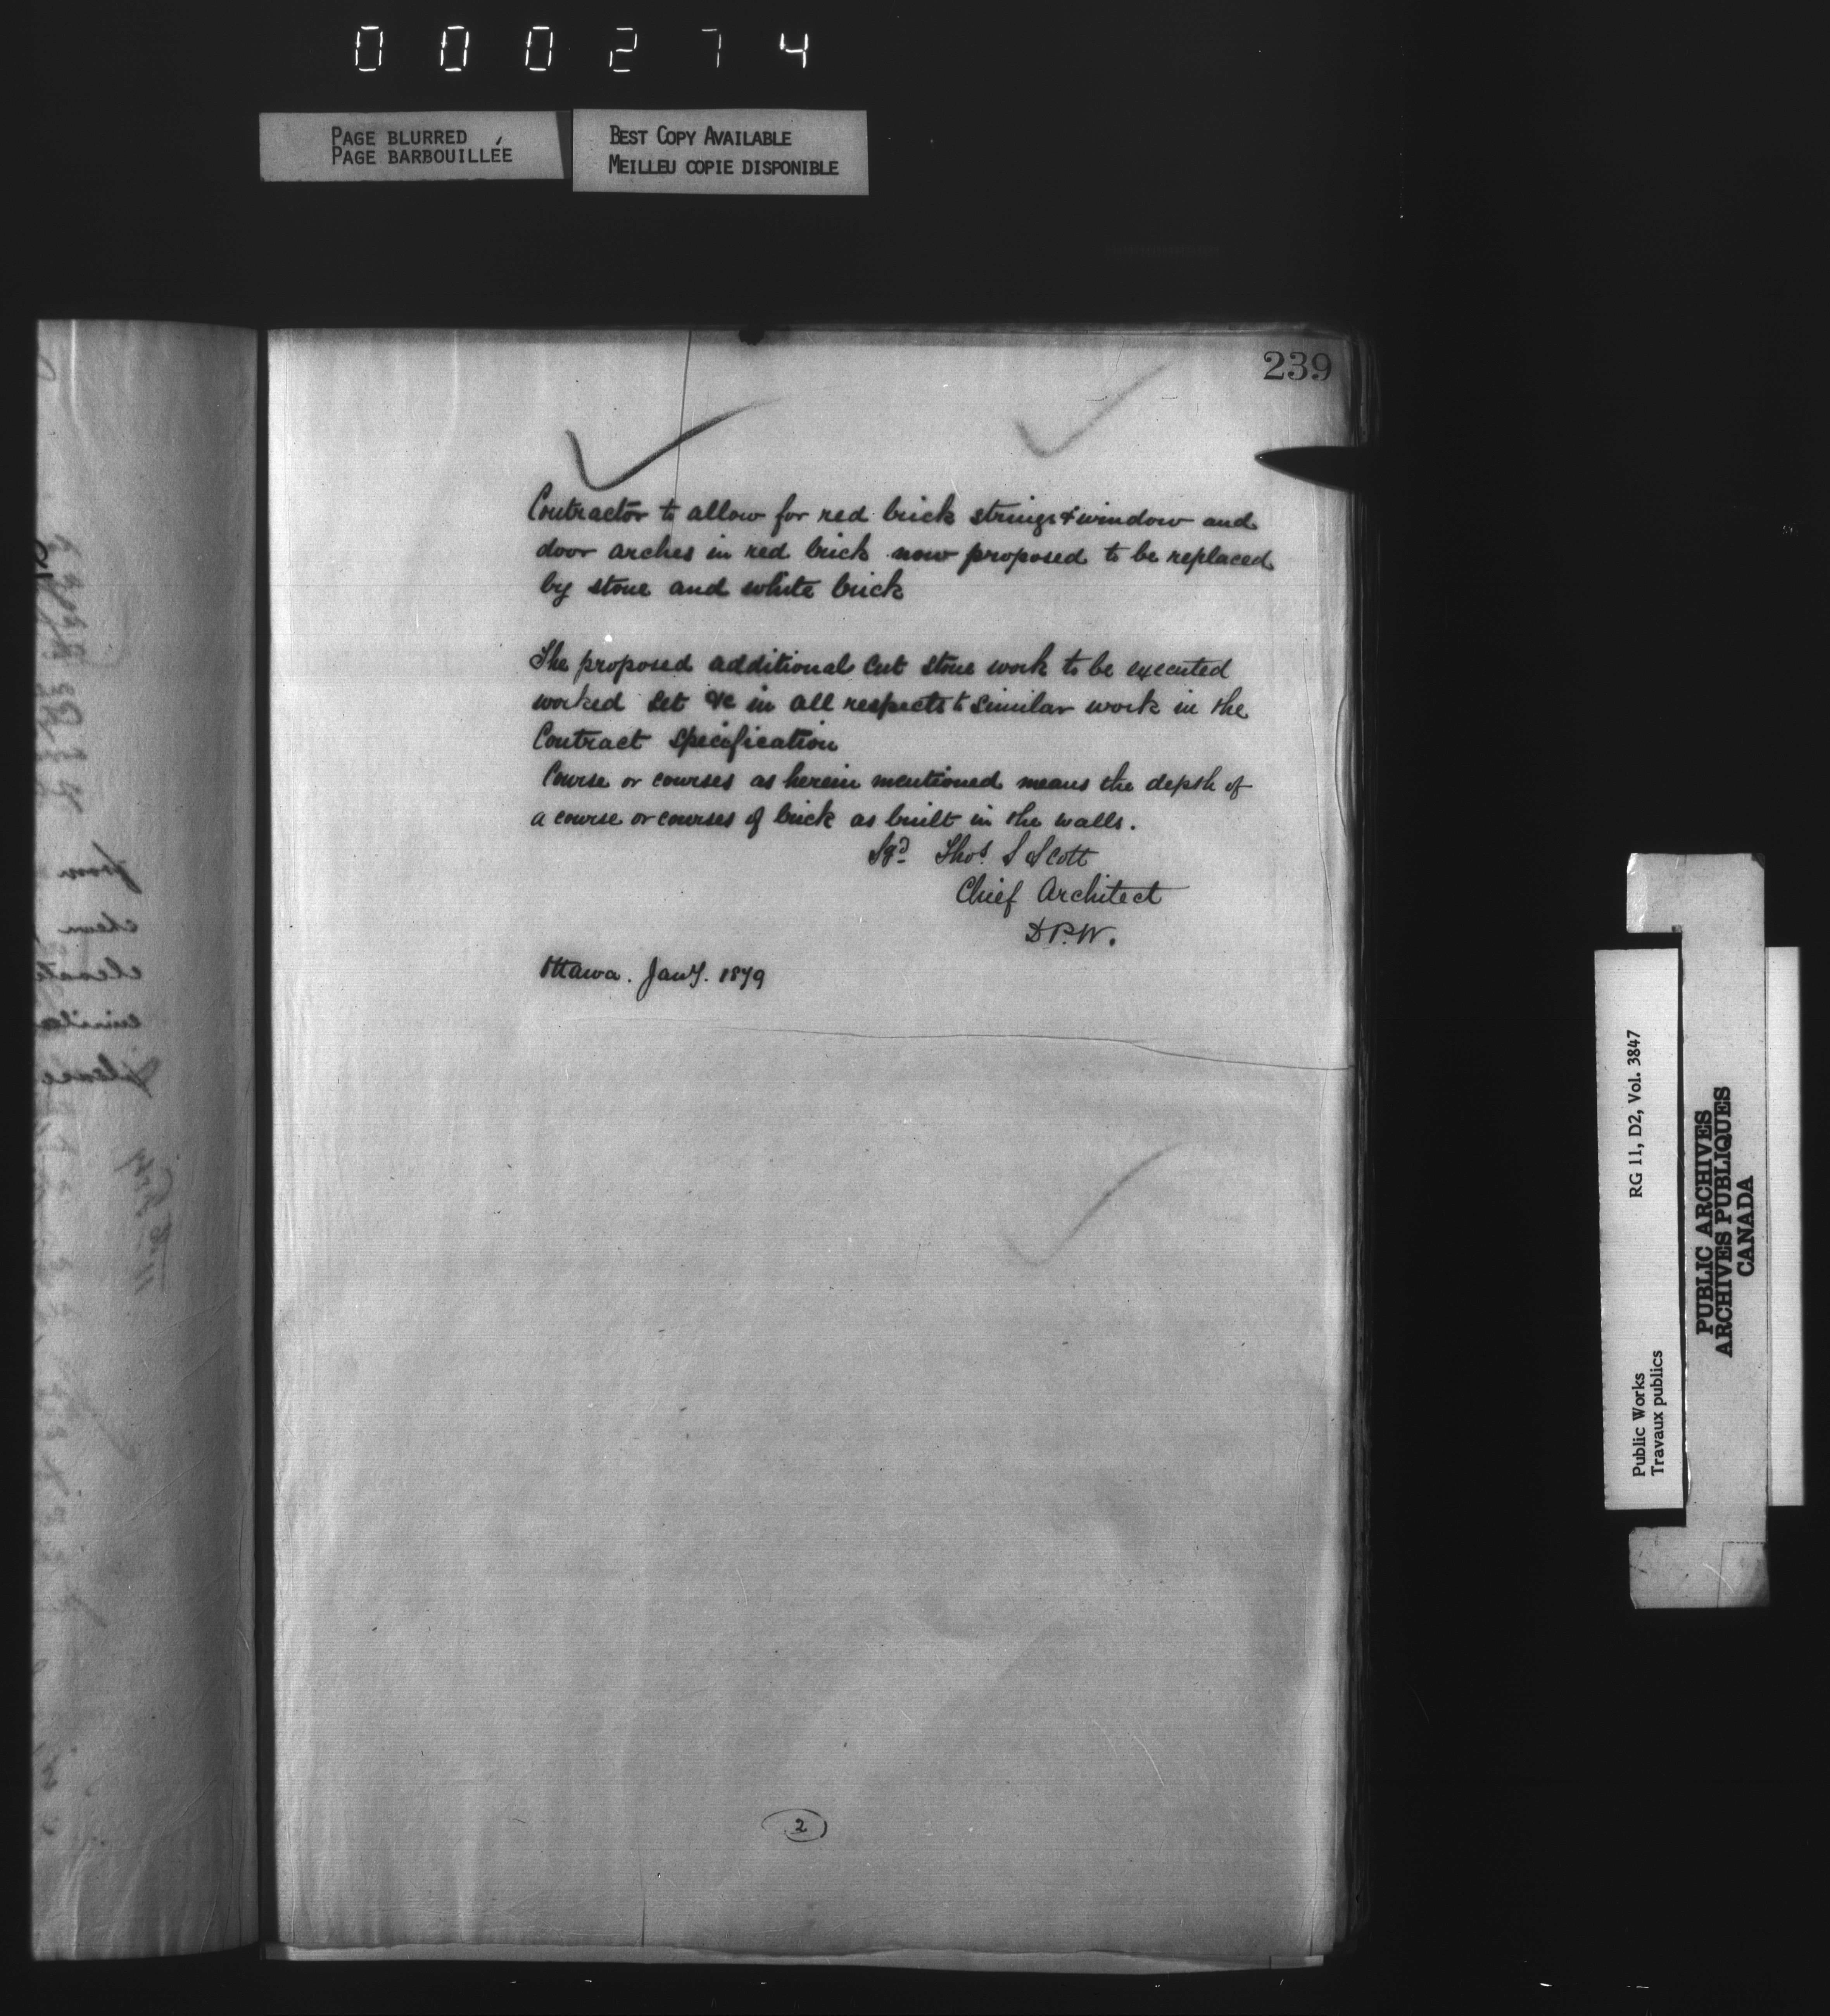 000274
PAGE BLURRED
PAGE BARBOUILLÉE
BEST COPY AVAILABLE
MEILLEU COPIE DISPONIBLE
239
Contractor to allow for red brick strings & window and
door arches in red brick now proposed to be replaced
by stone and white brick
The proposed additional cut stone work to be executed
worked set &c in all respects to similar work in the
Contract specification
Course or courses as herein mentioned means the depth of
a course or courses of brick as built in the walls.
Sgd Thos. S Scott
Chief Architect
D.P.W.
Ottawa. Jany. 1879
2
from
please
RG 11, D2, Vol. 3847
Public Works
Travaux publics
PUBLIC ARCHIVES
ARCHIVES PUBLIQUES
CANADA